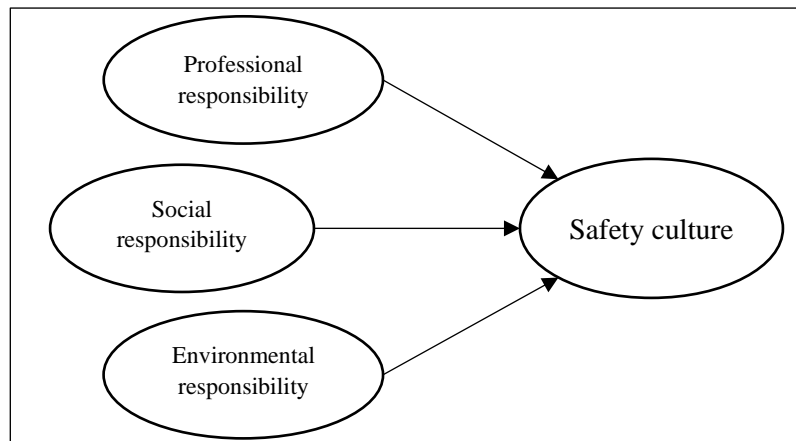 Professional
responsibility
Social
responsibility
Safety culture
Environmental
responsibility